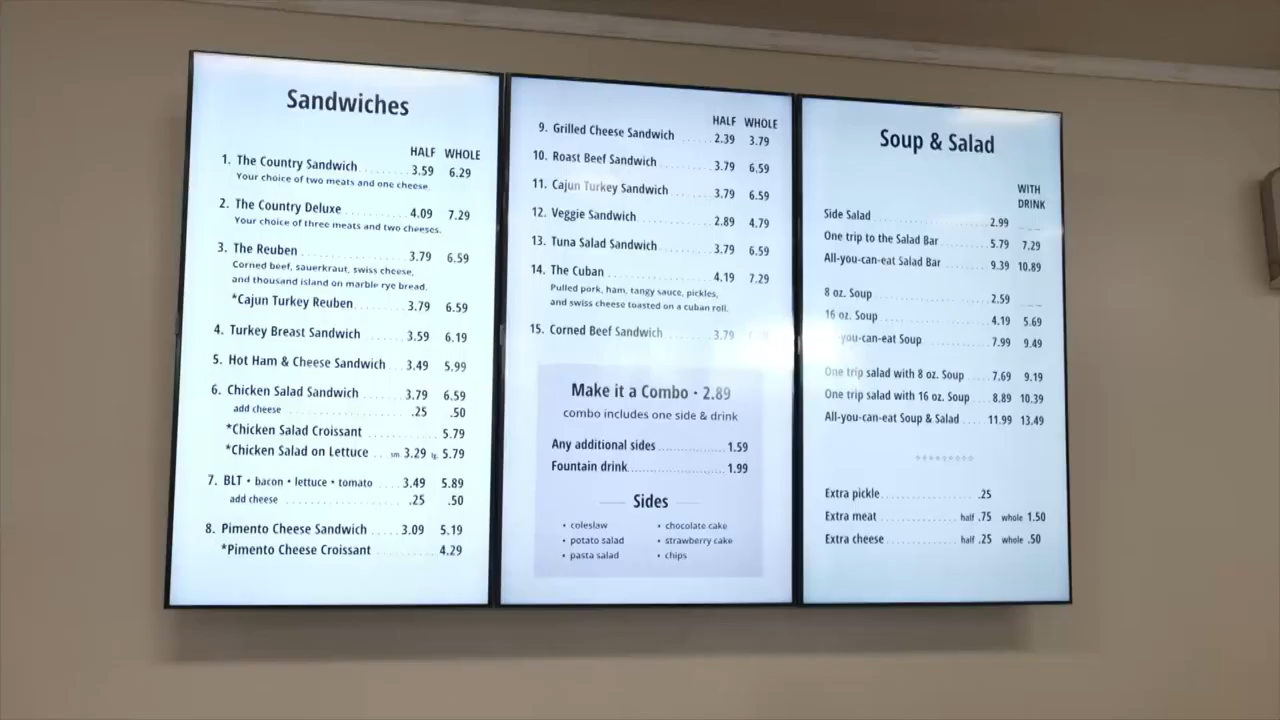 Sandwiches
HALF WHOLE
1. The Country Sandwich 3.59 6.29
Your choice of two meats and one cheese.
2. The Country Deluxe 4.09 7.29
Your choice of three meats and two cheeses.
3. The Reuben 3.79 6.59
Corned beef, sauerkraut, swiss cheese,
and thousand island on marble rye bread.
*Cajun Turkey Reuben 3.79 6.59
4. Turkey Breast Sandwich 3.59 6.19
5. Hot Ham & Cheese Sandwich 3.49 5.99
6. Chicken Salad Sandwich 3.79 6.59
add cheese .25 .50
*Chicken Salad Croissant 5.79
*Chicken Salad on Lettuce sm 3.29 lg 5.79
7. BLT • bacon • lettuce • tomato 3.49 5.89
add cheese .25 .50
8. Pimento Cheese Sandwich 3.09 5.19
*Pimento Cheese Croissant 4.29
HALF WHOLE
9. Grilled Cheese Sandwich 2.39 3.79
10. Roast Beef Sandwich 3.79 6.59
11. Cajun Turkey Sandwich 3.79 6.59
12. Veggie Sandwich 2.89 4.79
13. Tuna Salad Sandwich 3.79 6.59
14. The Cuban 4.19 7.29
Pulled pork, ham, tangy sauce, pickles,
and swiss cheese toasted on a cuban roll.
15. Corned Beef Sandwich 3.79
Make it a Combo • 2.89
combo includes one side & drink
Any additional sides 1.59
Fountain drink 1.99
Sides
• coleslaw • chocolate cake
• potato salad • strawberry cake
• pasta salad • chips
Soup & Salad
WITH
DRINK
Side Salad 2.99
One trip to the Salad Bar 5.79 7.29
All-you-can-eat Salad Bar 9.39 10.89
8 oz. Soup 2.59
16 oz. Soup 4.19 5.69
you-can-eat Soup 7.99 9.49
One trip salad with 8 oz. Soup 7.69 9.19
One trip salad with 16 oz. Soup 8.89 10.39
All-you-can-eat Soup & Salad 11.99 13.49
Extra pickle .25
Extra meat half .75 whole 1.50
Extra cheese half .25 whole .50